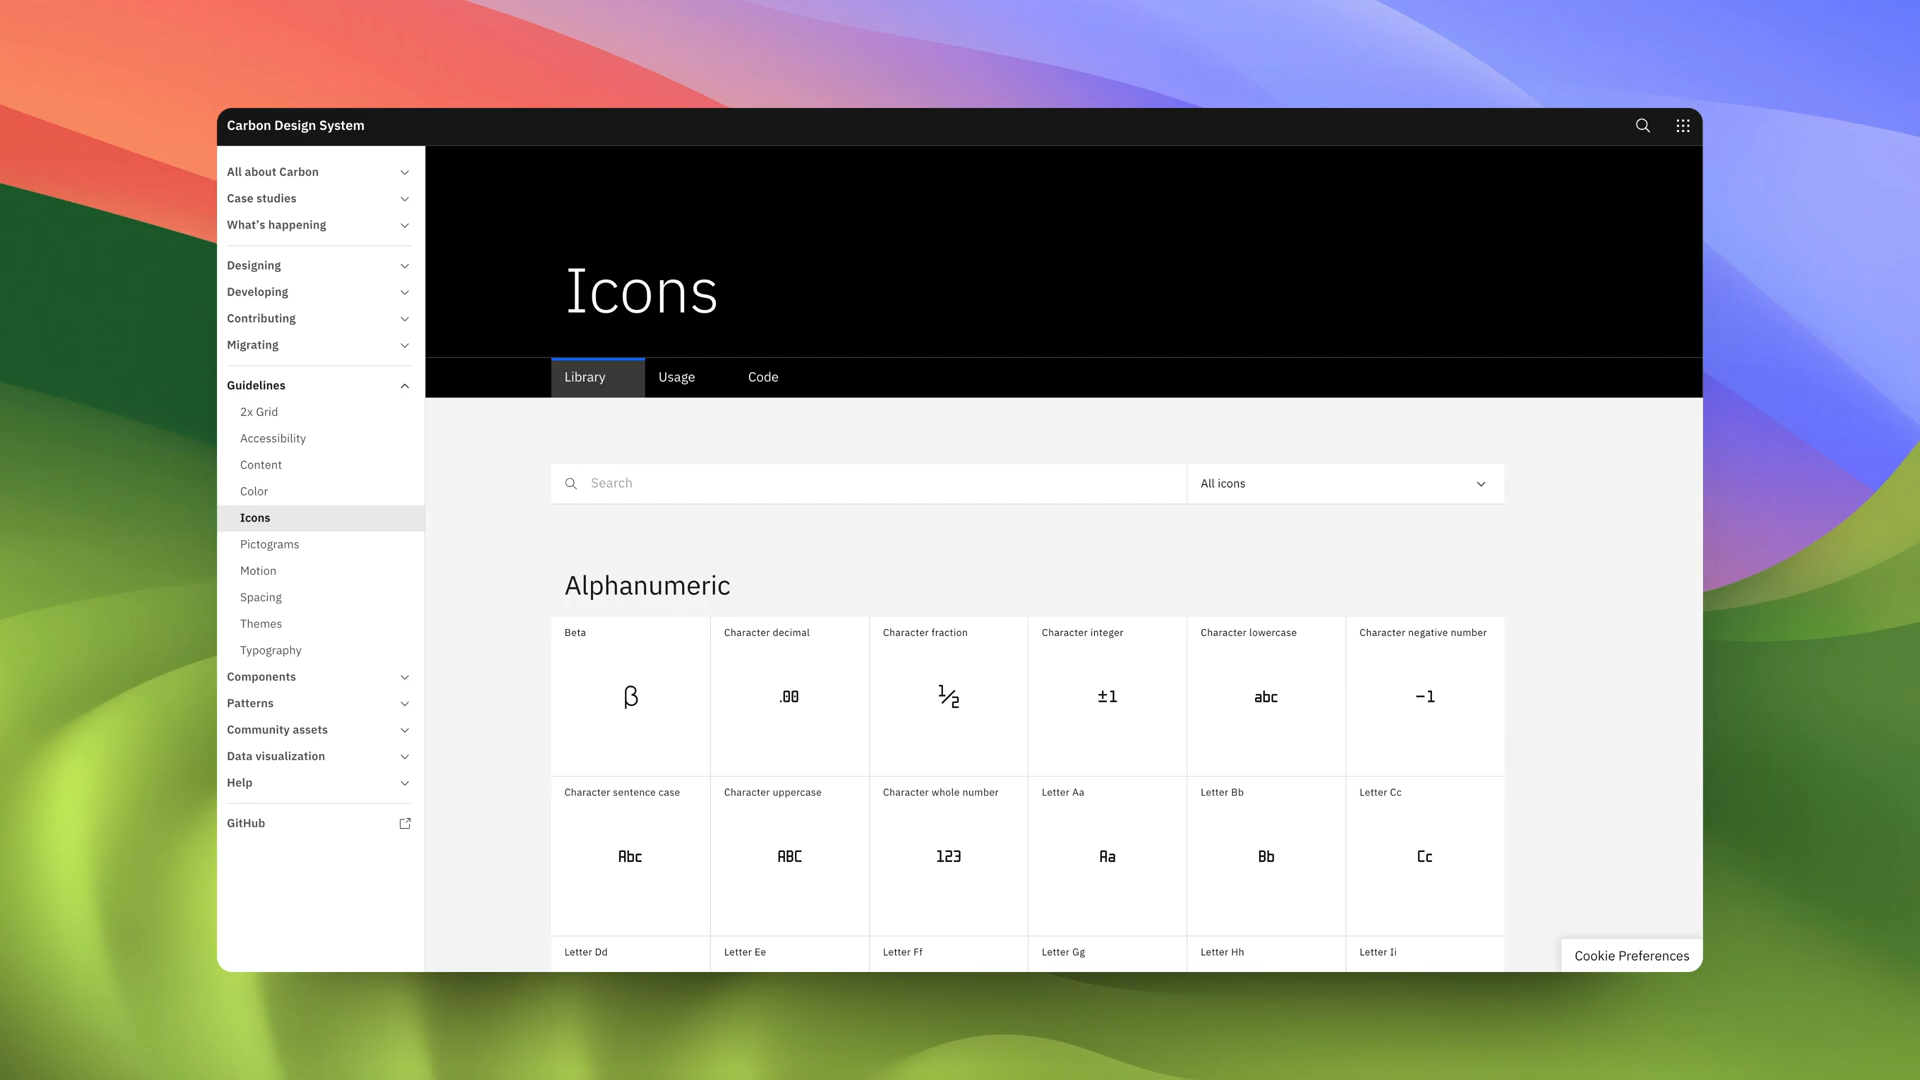 Carbon Design System
All about Carbon
Case studies
What's happening
Designing
Developing
Contributing
Migrating
Guidelines
2x Grid
Accessibility
Content
Color
Icons
Pictograms
Motion
Spacing
Themes
Typography
Components
Patterns
Community assets
Data visualization
Help
GitHub
Icons
Library Usage Code
Search All icons
Alphanumeric
Beta Character decimal Character fraction Character integer Character lowercase Character negative number
β .00 1/2 ±1 abc −1
Character sentence case Character uppercase Character whole number Letter Aa Letter Bb Letter Cc
Abc ABC 123 Aa Bb Cc
Letter Dd Letter Ee Letter Ff Letter Gg Letter Hh Letter Ii
Cookie Preferences